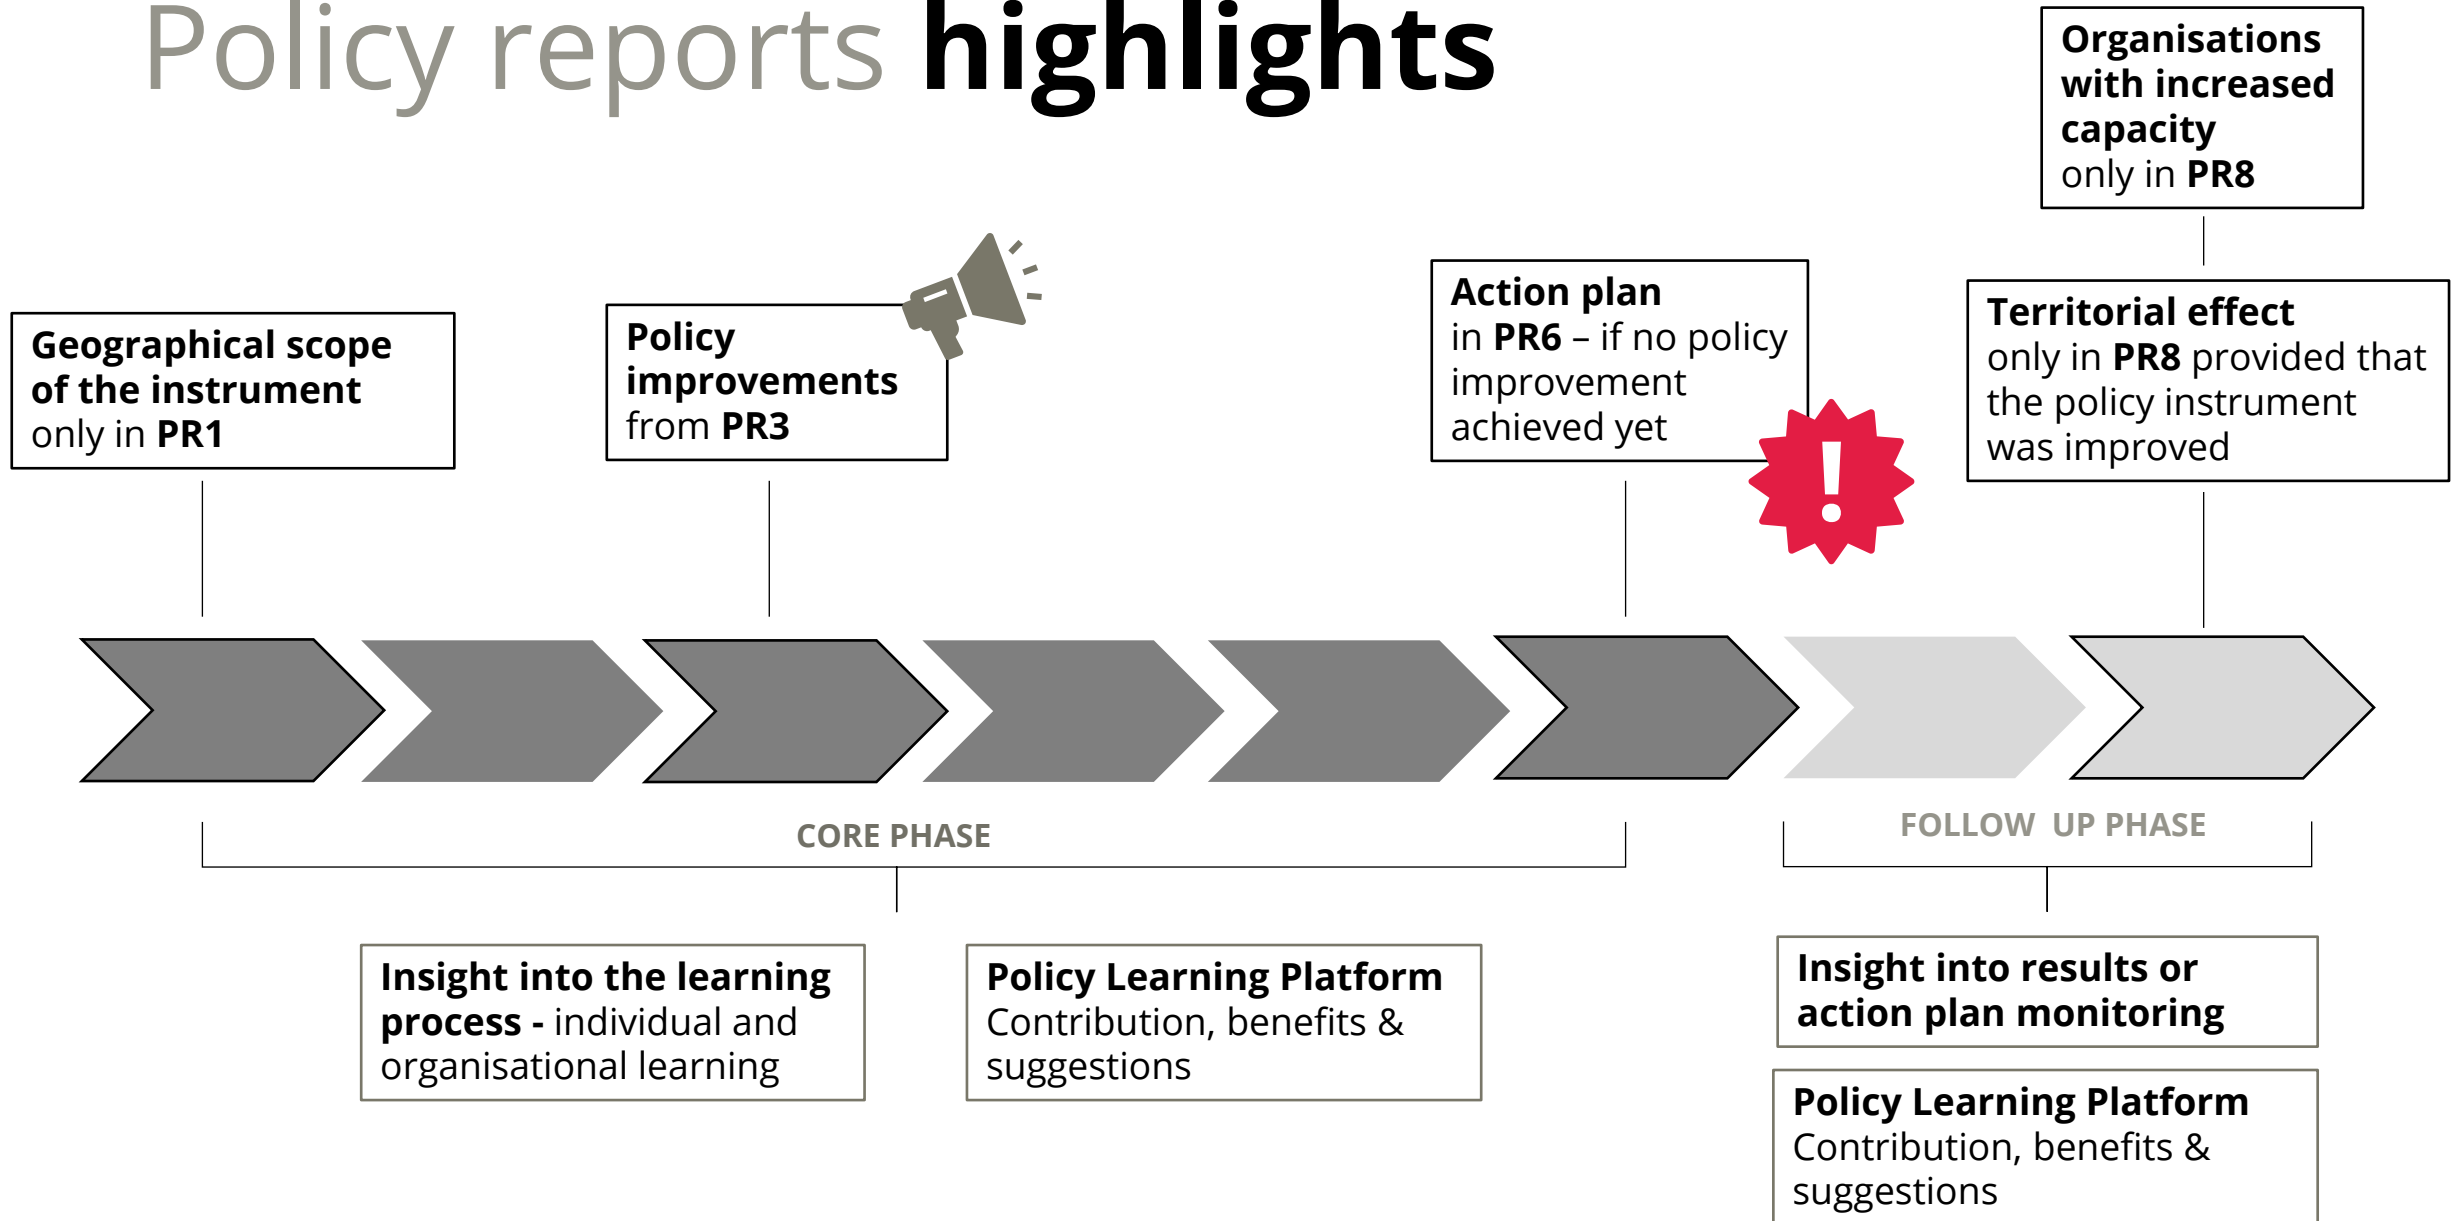 Policy reports highlights
Organisations
with increased
capacity
only in PR8
Geographical scope
of the instrument
only in PR1
Policy
improvements
from PR3
Action plan
in PR6 – if no policy
improvement
achieved yet
!
Territorial effect
only in PR8 provided that
the policy instrument
was improved
CORE PHASE
FOLLOW UP PHASE
Insight into the learning
process - individual and
organisational learning
Policy Learning Platform
Contribution, benefits &
suggestions
Insight into results or
action plan monitoring
Policy Learning Platform
Contribution, benefits &
suggestions